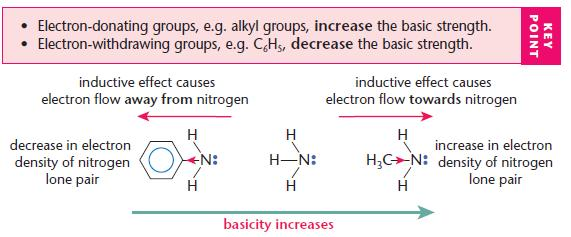 • Electron-donating groups, e.g. alkyl groups, increase the basic strength.
• Electron-withdrawing groups, e.g. C₆H₅, decrease the basic strength.
KEY
POINT
inductive effect causes
electron flow away from nitrogen
inductive effect causes
electron flow towards nitrogen
decrease in electron
density of nitrogen
lone pair
H
N:
H
H
H—N:
H
H
H₃C N:
H
increase in electron
density of nitrogen
lone pair
basicity increases